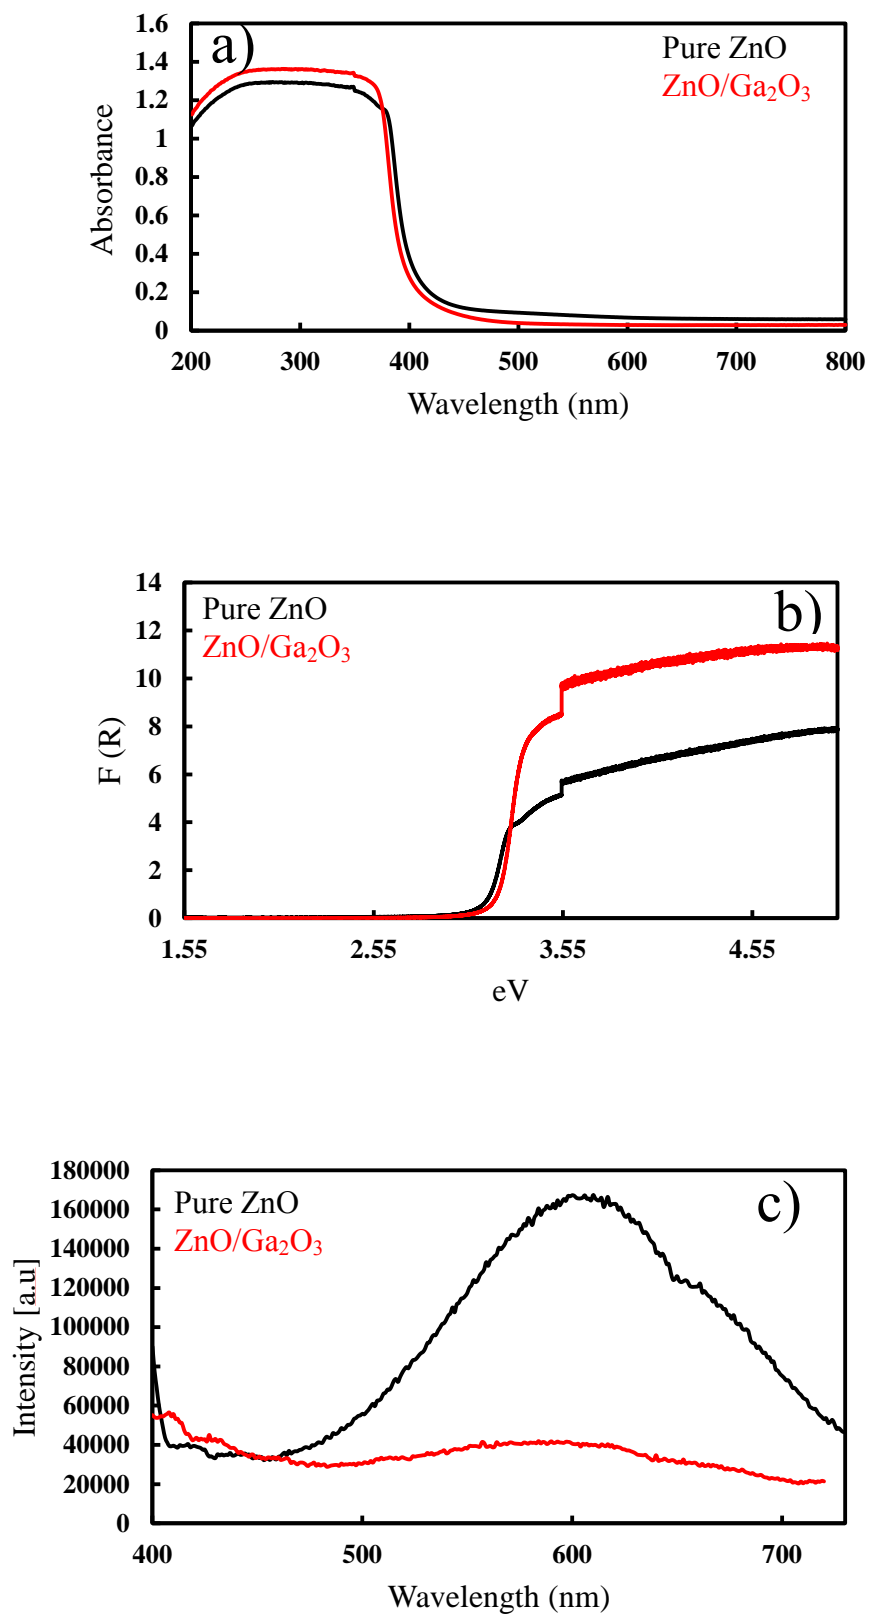 a)
Pure ZnO
ZnO/Ga₂O₃
Absorbance
1.6
1.4
1.2
1
0.8
0.6
0.4
0.2
0
200 300 400 500 600 700 800
Wavelength (nm)
b)
Pure ZnO
ZnO/Ga₂O₃
F (R)
14
12
10
8
6
4
2
0
1.55 2.55 3.55 4.55
eV
c)
Pure ZnO
ZnO/Ga₂O₃
Intensity [a.u]
180000
160000
140000
120000
100000
80000
60000
40000
20000
0
400 500 600 700
Wavelength (nm)